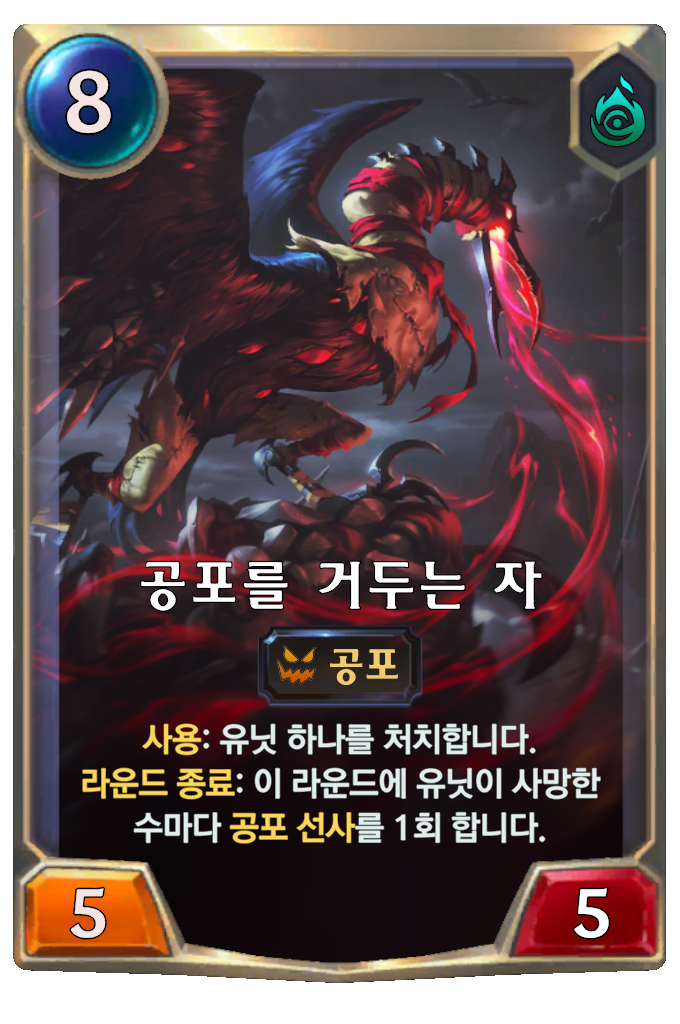 8
공포를 거두는 자
공포
사용: 유닛 하나를 처치합니다.
라운드 종료: 이 라운드에 유닛이 사망한
수마다 공포 선사를 1회 합니다.
5
5